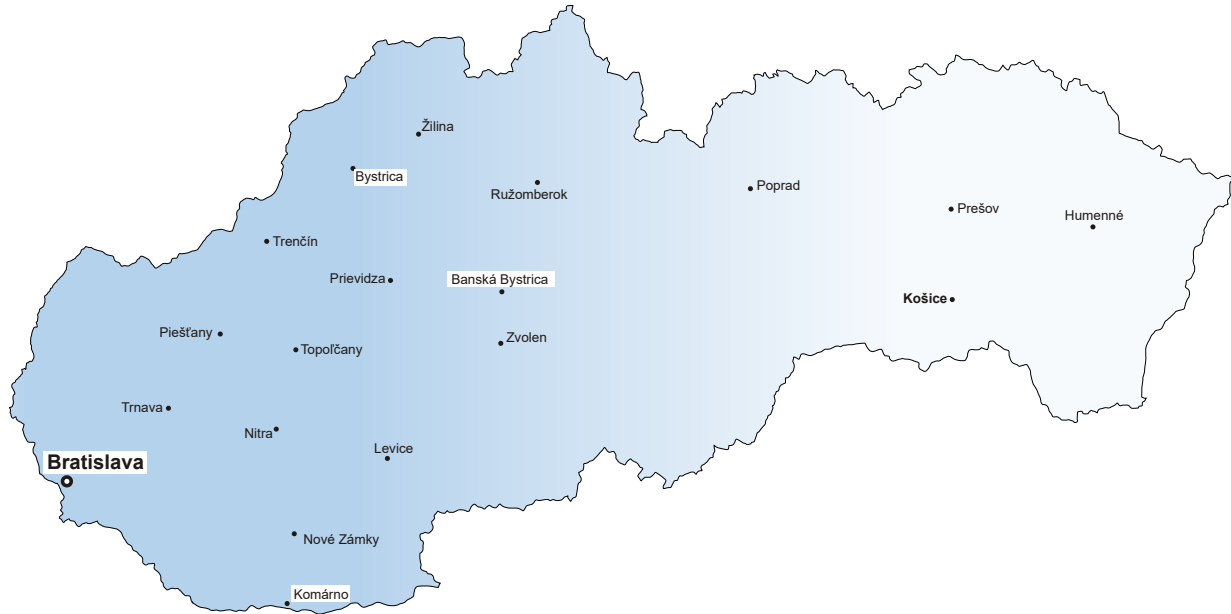 Žilina
Bystrica
Ružomberok
Poprad
Prešov
Humenné
Trenčín
Prievidza
Banská Bystrica
Košice
Piešťany
Topoľčany
Zvolen
Trnava
Nitra
Levice
Bratislava
Nové Zámky
Komárno